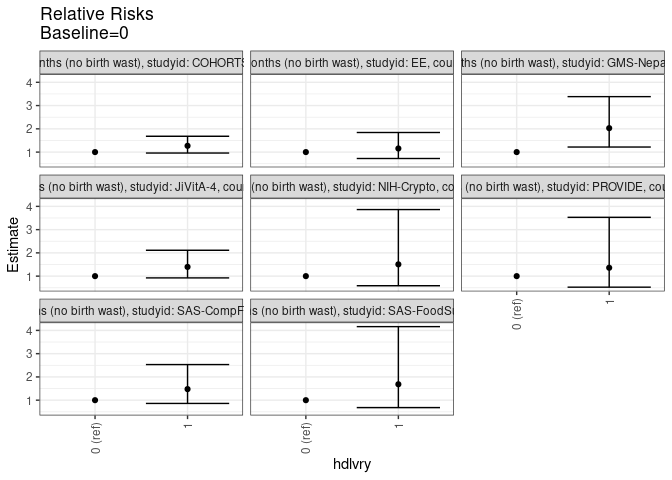 Relative Risks
Baseline=0
(no birth wast), studyid: COHORTS
(no birth wast), studyid: EE, cou
(no birth wast), studyid: GMS-Nepa
4
3
2
1
(no birth wast), studyid: JiVitA-4, cou
(no birth wast), studyid: NIH-Crypto, co
(no birth wast), studyid: PROVIDE, cou
4
3
2
1
(no birth wast), studyid: SAS-CompF
(no birth wast), studyid: SAS-FoodSu
4
3
2
1
0 (ref)
1
0 (ref)
1
0 (ref)
1
Estimate
hdlvry